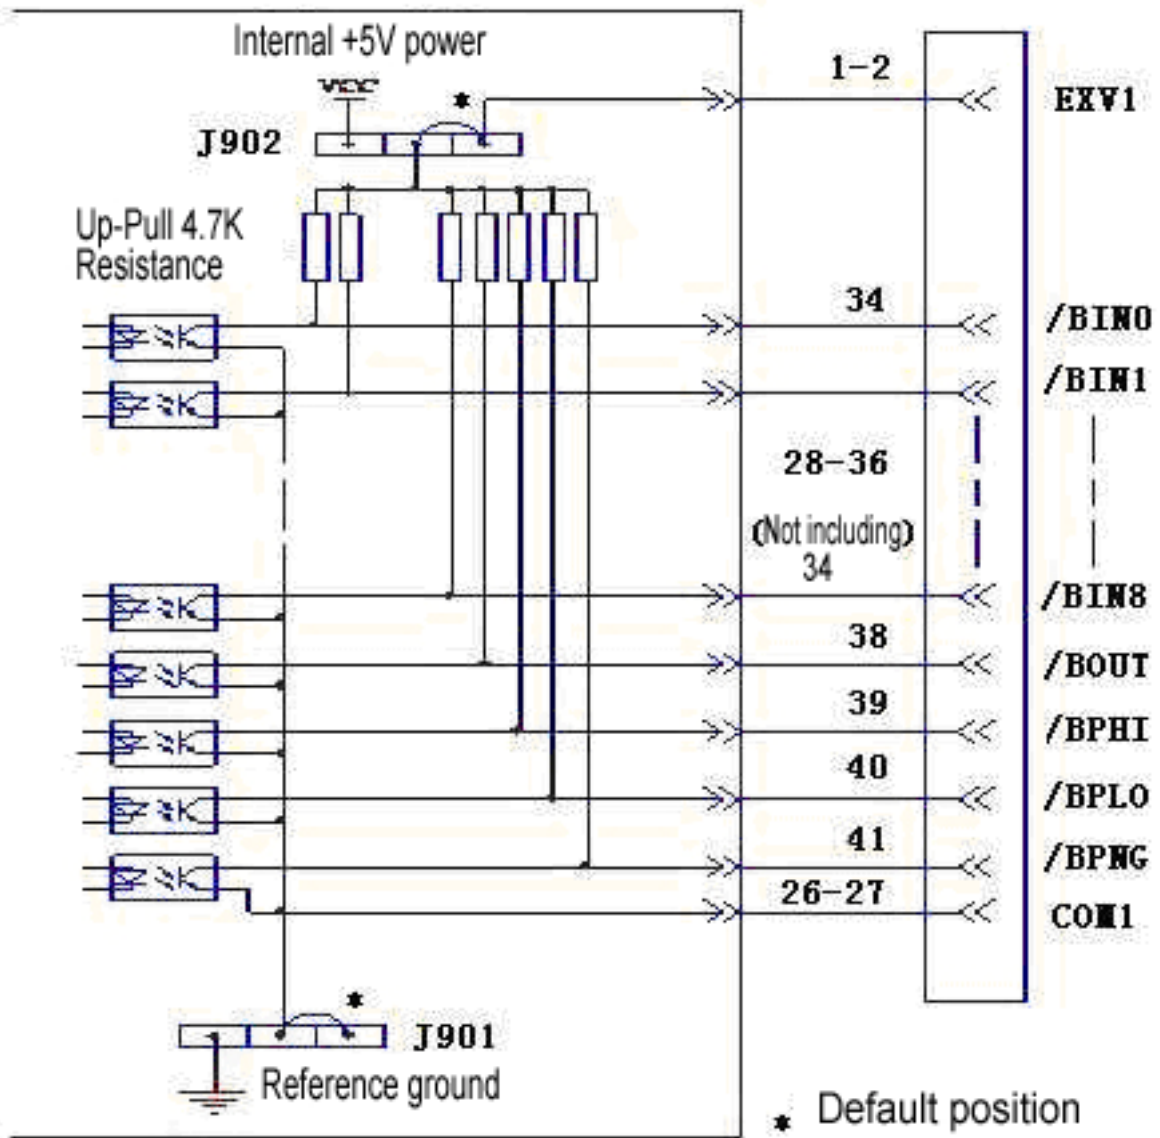 Internal +5V power
VCC
*
1-2
EXV1
J902
Up-Pull 4.7K
Resistance
34
/BIN0
/BIN1
28-36
(Not including)
34
/BIN8
38
/BOUT
39
/BPHI
40
/BPLO
41
/BPNG
26-27
COM1
*
J901
Reference ground
* Default position